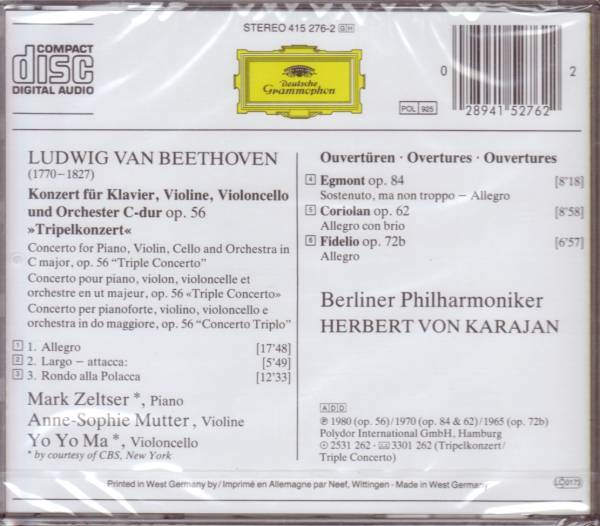 COMPACT
disc
DIGITAL AUDIO
STEREO 415 276-2 GH
Deutsche
Grammophon
POL 925
0 28941 52762 2
LUDWIG VAN BEETHOVEN
(1770–1827)
Konzert für Klavier, Violine, Violoncello
und Orchester C-dur op. 56
»Tripelkonzert«
Concerto for Piano, Violin, Cello and Orchestra in
C major, op. 56 “Triple Concerto”
Concerto pour piano, violon, violoncelle et
orchestre en ut majeur, op. 56 «Triple Concerto»
Concerto per pianoforte, violino, violoncello e
orchestra in do maggiore, op. 56 “Concerto Triplo”
1 1. Allegro [17'48]
2 2. Largo – attacca: [5'49]
3 3. Rondo alla Polacca [12'33]
Mark Zeltser*, Piano
Anne-Sophie Mutter, Violine
Yo Yo Ma*, Violoncello
* by courtesy of CBS, New York
Ouvertüren · Overtures · Ouvertures
4 Egmont op. 84 [8'18]
Sostenuto, ma non troppo – Allegro
5 Coriolan op. 62 [8'58]
Allegro con brio
6 Fidelio op. 72b [6'57]
Allegro
Berliner Philharmoniker
HERBERT VON KARAJAN
ADD
℗ 1980 (op. 56)/1970 (op. 84 & 62)/1965 (op. 72b)
Polydor International GmbH, Hamburg
2531 262 · 3301 262 (Tripelkonzert/
Triple Concerto)
LC0173
Printed in West Germany by / Imprimé en Allemagne par Neef, Wittingen · Made in West Germany